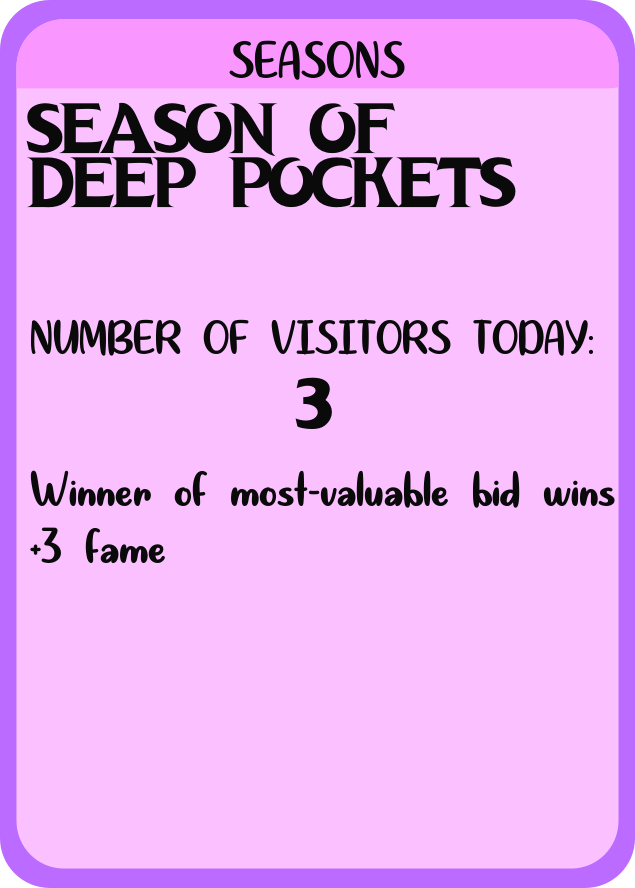 SEASONS
SEASON OF
DEEP POCKETS
NUMBER OF VISITORS TODAY:
3
Winner of most-valuable bid wins
+3 fame